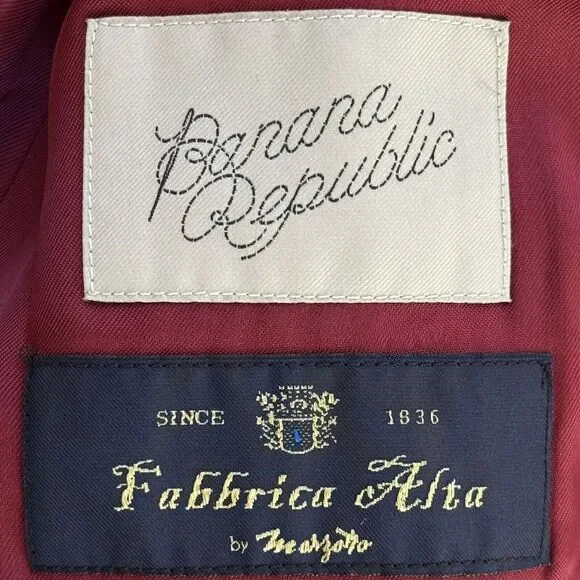 Banana
Republic
SINCE 1836
Fabbrica Alta
by Marzotto